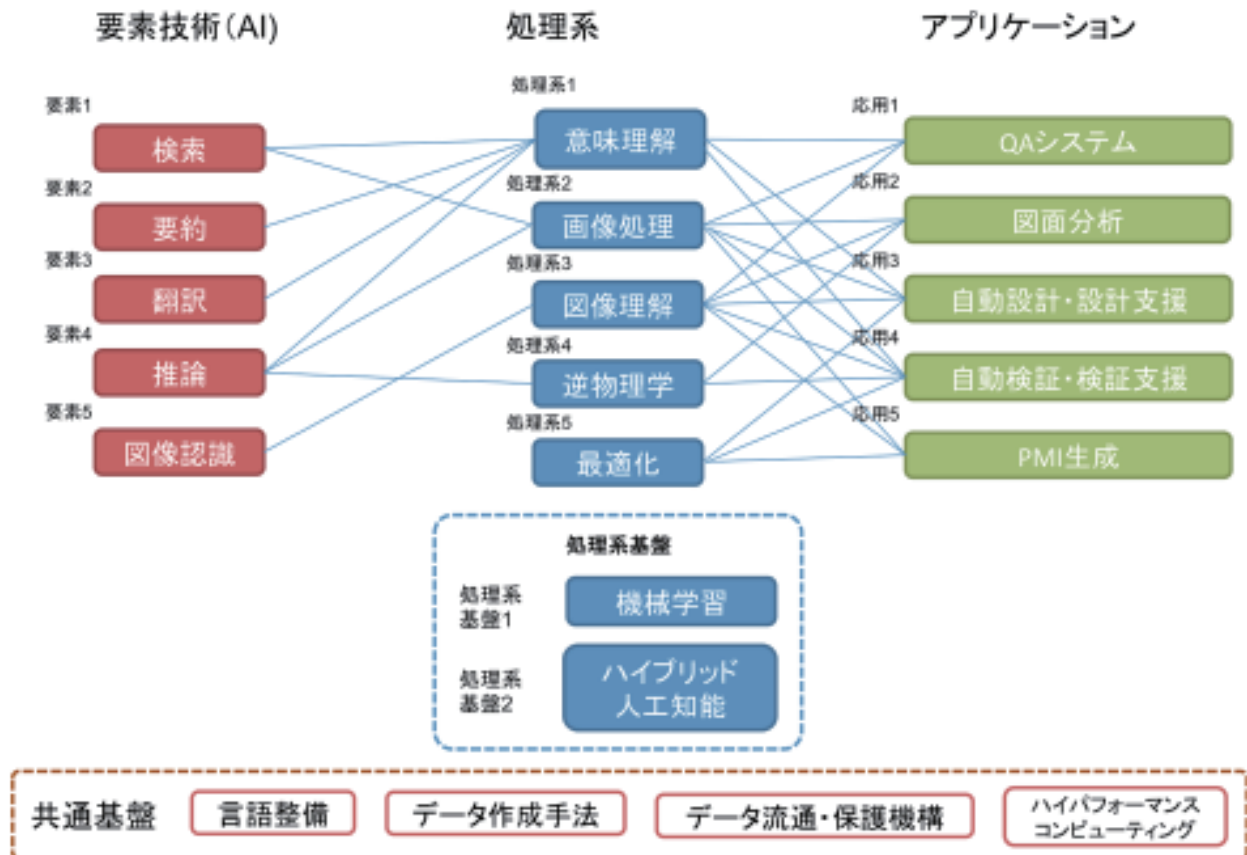 要素技術(AI)
処理系
アプリケーション
要素1
検索
要素2
要約
要素3
翻訳
要素4
推論
要素5
図像認識
処理系1
意味理解
処理系2
画像処理
処理系3
図像理解
処理系4
逆物理学
処理系5
最適化
応用1
QAシステム
応用2
図面分析
応用3
自動設計・設計支援
応用4
自動検証・検証支援
応用5
PMI生成
処理系基盤
処理系
基盤1
機械学習
処理系
基盤2
ハイブリッド
人工知能
共通基盤
言語整備
データ作成手法
データ流通・保護機構
ハイパフォーマンス
コンピューティング